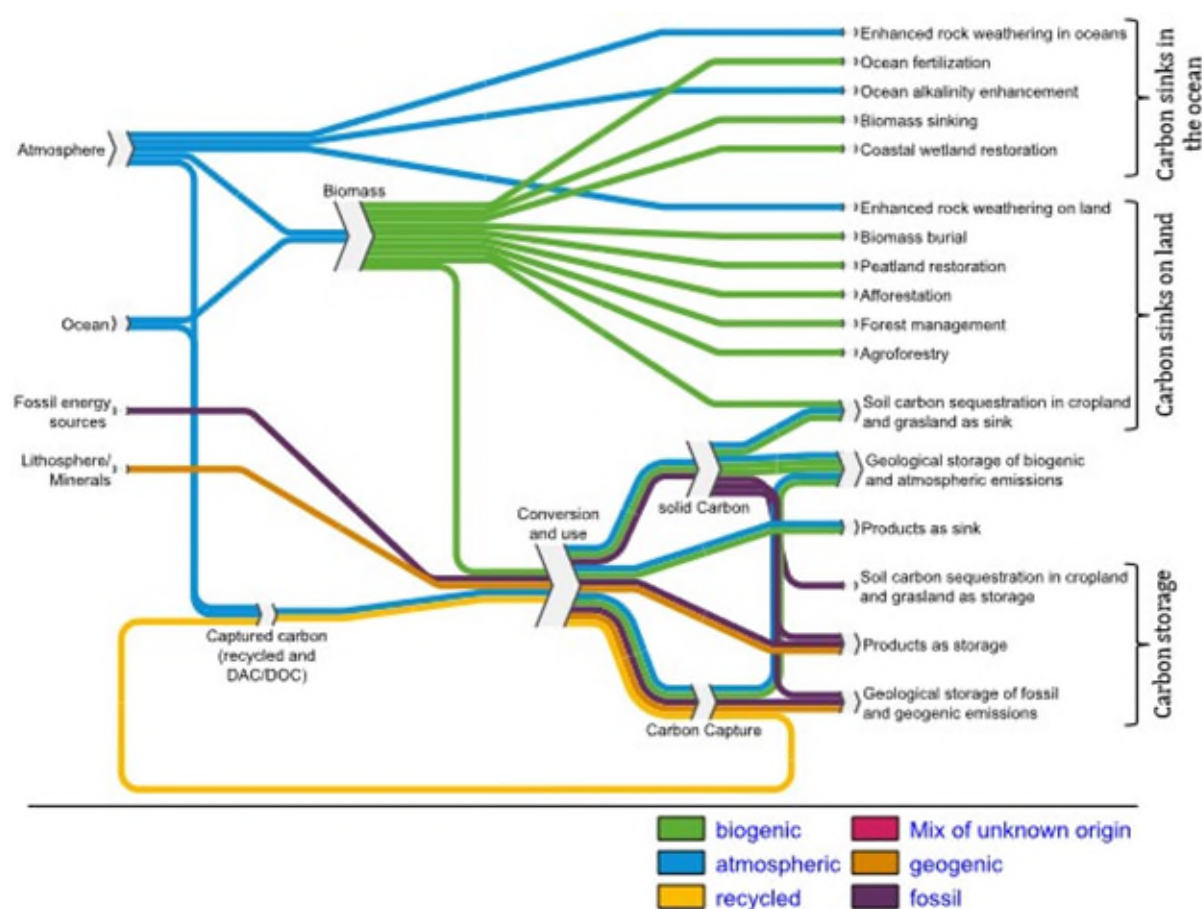 Enhanced rock weathering in oceans
Ocean fertilization
Ocean alkalinity enhancement
Biomass sinking
Coastal wetland restoration
Carbon sinks in
the ocean
Atmosphere
Biomass
Enhanced rock weathering on land
Biomass burial
Peatland restoration
Afforestation
Forest management
Agroforestry
Soil carbon sequestration in cropland
and grasland as sink
Carbon sinks on land
Ocean
Fossil energy
sources
Lithosphere/
Minerals
Geological storage of biogenic
and atmospheric emissions
solid Carbon
Conversion
and use
Products as sink
Soil carbon sequestration in cropland
and grasland as storage
Products as storage
Geological storage of fossil
and geogenic emissions
Carbon storage
Captured carbon
(recycled and
DAC/DOC)
Carbon Capture
biogenic
Mix of unknown origin
atmospheric
geogenic
recycled
fossil